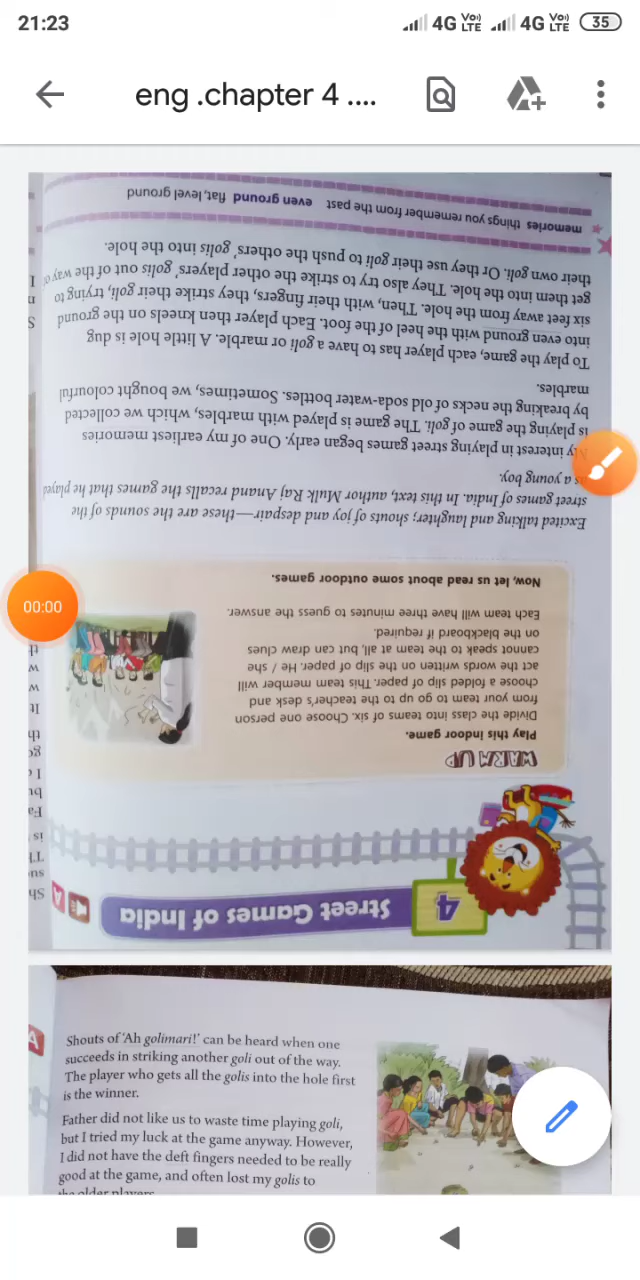 21:23
4G VoLTE 4G VoLTE 35
eng .chapter 4 ....
4
Street Games of India
A
WARM UP
Play this indoor game.
Divide the class into teams of six. Choose one person
from your team to go up to the teacher's desk and
choose a folded slip of paper. This team member will
act the words written on the slip of paper. He / she
cannot speak to the team at all, but can draw clues
on the blackboard if required.
Each team will have three minutes to guess the answer.
Now, let us read about some outdoor games.
Excited talking and laughter; shouts of joy and despair—these are the sounds of the
street games of India. In this text, author Mulk Raj Anand recalls the games that he played
as a young boy.
My interest in playing street games began early. One of my earliest memories
is playing the game of goli. The game is played with marbles, which we collected
by breaking the necks of old soda-water bottles. Sometimes, we bought colourful
marbles.
To play the game, each player has to have a goli or marble. A little hole is dug
into even ground with the heel of the foot. Each player then kneels on the ground
six feet away from the hole. Then, with their fingers, they strike their goli, trying to
get them into the hole. They also try to strike the other players' golis out of the way of
their own goli. Or they use their goli to push the others' golis into the hole.
memories things you remember from the past even ground flat, level ground
00:00
A
Shouts of 'Ah golimari!' can be heard when one
succeeds in striking another goli out of the way.
The player who gets all the golis into the hole first
is the winner.
Father did not like us to waste time playing goli,
but I tried my luck at the game anyway. However,
I did not have the deft fingers needed to be really
good at the game, and often lost my golis to
the older players